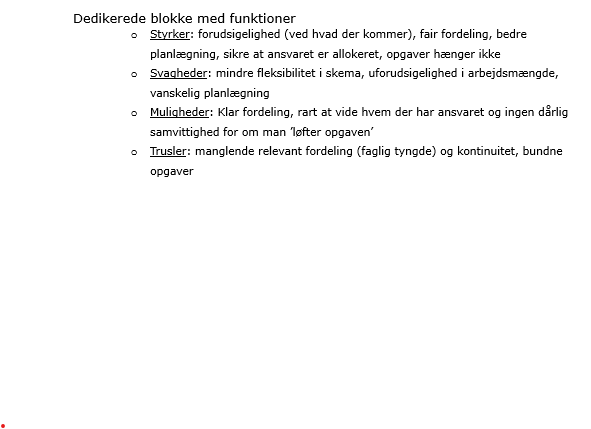 Dedikerede blokke med funktioner
o Styrker: forudsigelighed (ved hvad der kommer), fair fordeling, bedre
planlægning, sikre at ansvaret er allokeret, opgaver hænger ikke
o Svagheder: mindre fleksibilitet i skema, uforudsigelighed i arbejdsmængde,
vanskelig planlægning
o Muligheder: Klar fordeling, rart at vide hvem der har ansvaret og ingen dårlig
samvittighed for om man ’løfter opgaven’
o Trusler: manglende relevant fordeling (faglig tyngde) og kontinuitet, bundne
opgaver